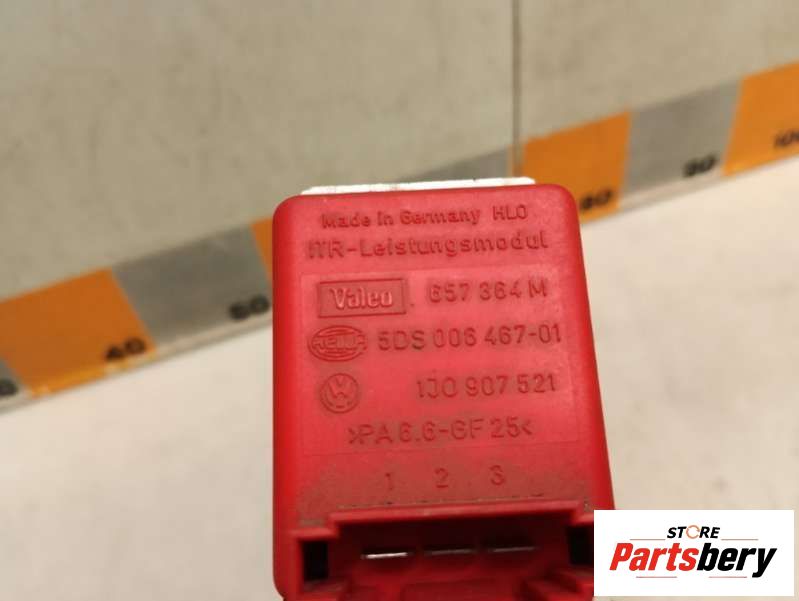 Made in Germany HLO
ITR-Leistungsmodul
Valeo 657 364 M
HELLA 5DS 006 467-01
VW 1J0 907 521
>PA 6.6-GF 25<
1 2 3
40
50
80
90
100
STORE
Partsbery